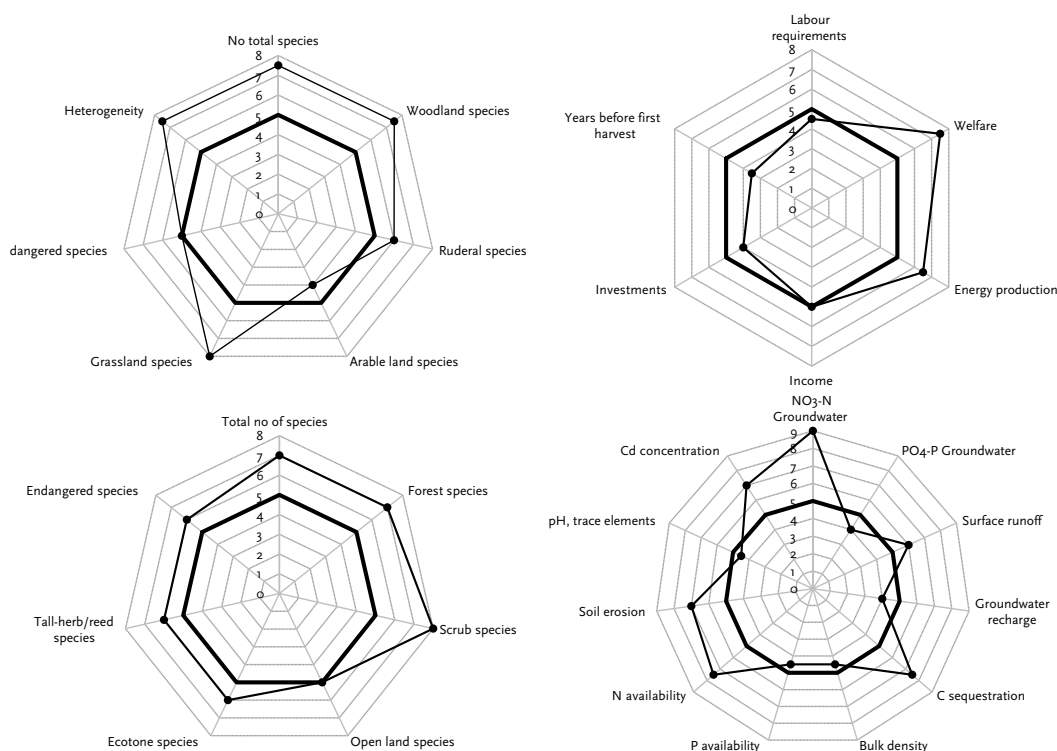 No total species
8
7
6
5
4
3
2
1
0
Heterogeneity
Woodland species
dangered species
Ruderal species
Grassland species
Arable land species
Labour
requirements
8
7
6
5
4
3
2
1
0
Years before first
harvest
Welfare
Investments
Energy production
Income
Total no of species
8
7
6
5
4
3
2
1
0
Endangered species
Forest species
Tall-herb/reed
species
Scrub species
Ecotone species
Open land species
NO3-N
Groundwater
9
8
7
6
5
4
3
2
1
0
Cd concentration
PO4-P Groundwater
pH, trace elements
Surface runoff
Soil erosion
Groundwater
recharge
N availability
C sequestration
P availability
Bulk density